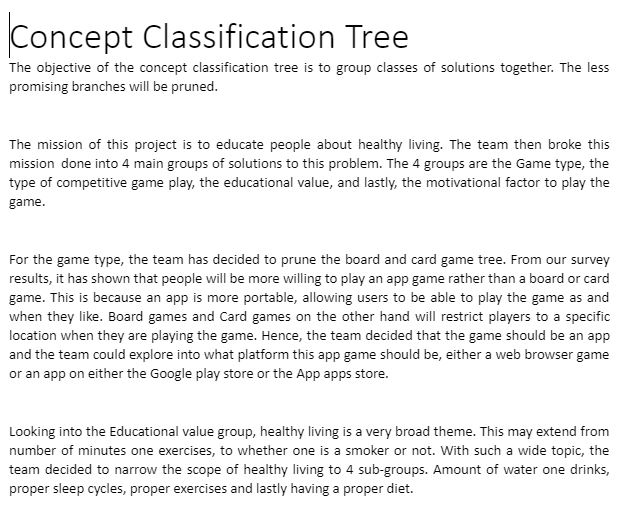 Concept Classification Tree
The objective of the concept classification tree is to group classes of solutions together. The less
promising branches will be pruned.
The mission of this project is to educate people about healthy living. The team then broke this
mission done into 4 main groups of solutions to this problem. The 4 groups are the Game type, the
type of competitive game play, the educational value, and lastly, the motivational factor to play the
game.
For the game type, the team has decided to prune the board and card game tree. From our survey
results, it has shown that people will be more willing to play an app game rather than a board or card
game. This is because an app is more portable, allowing users to be able to play the game as and
when they like. Board games and Card games on the other hand will restrict players to a specific
location when they are playing the game. Hence, the team decided that the game should be an app
and the team could explore into what platform this app game should be, either a web browser game
or an app on either the Google play store or the App apps store.
Looking into the Educational value group, healthy living is a very broad theme. This may extend from
number of minutes one exercises, to whether one is a smoker or not. With such a wide topic, the
team decided to narrow the scope of healthy living to 4 sub-groups. Amount of water one drinks,
proper sleep cycles, proper exercises and lastly having a proper diet.